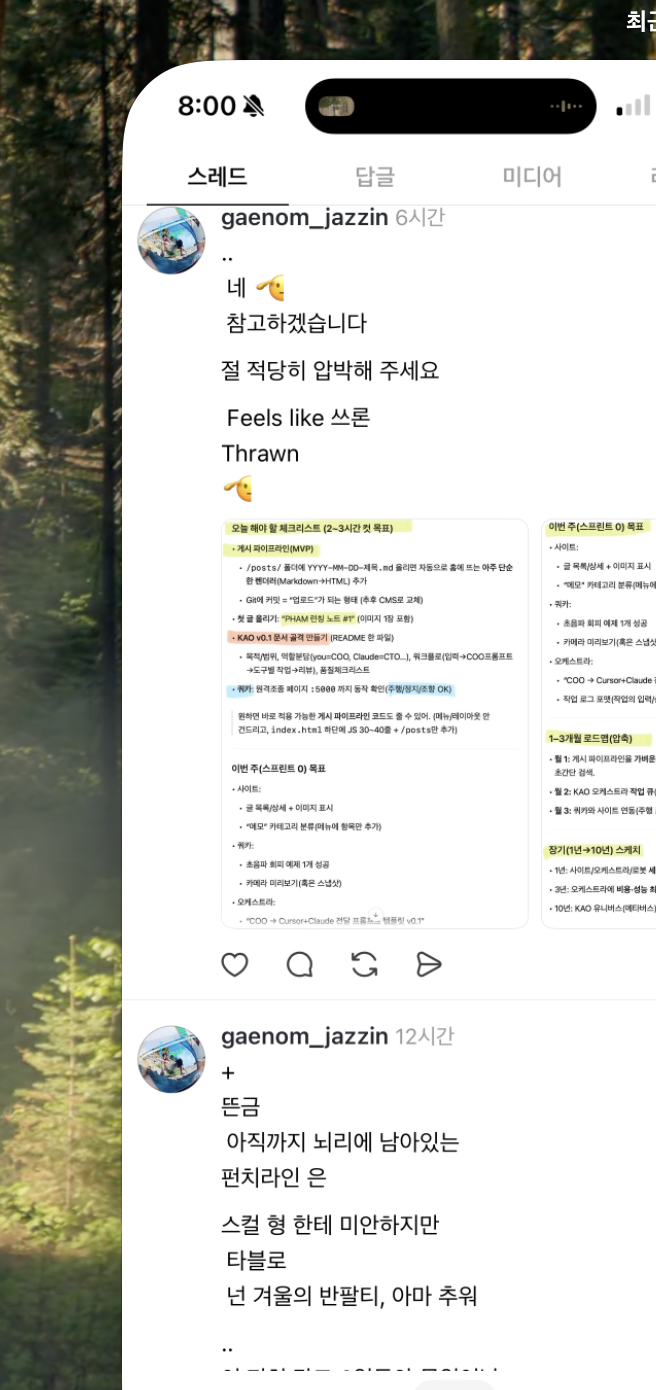 최근
8:00
스레드 답글 미디어
gaenom_jazzin 6시간
..
네 🫡
참고하겠습니다
절 적당히 압박해 주세요
Feels like 쓰론
Thrawn
🫡
오늘 해야 할 체크리스트 (2~3시간 컷 목표)
• 게시 파이프라인(MVP)
• /posts/ 폴더에 YYYY-MM-DD-제목.md 올리면 자동으로 홈에 뜨는 아주 단순
한 렌더러(Markdown→HTML) 추가
• Git에 커밋 = “업로드”가 되는 형태 (추후 CMS로 교체)
• 첫 글 올리기: “PHAM 런칭 노트 #1” (이미지 1장 포함)
• KAO v0.1 문서 골격 만들기 (README 한 파일)
• 목적/범위, 역할분담(you=COO, Claude=CTO…), 워크플로(입력→COO프롬프트
→도구별 작업→리뷰), 품질체크리스트
• 쿼카: 원격조종 페이지 :5000 까지 동작 확인(주행/정지/조향 OK)
원하면 바로 적용 가능한 게시 파이프라인 코드도 줄 수 있어. (메뉴/레이아웃 안
건드리고, index.html 하단에 JS 30~40줄 + /posts만 추가)
이번 주(스프린트 0) 목표
• 사이트:
• 글 목록/상세 + 이미지 표시
• “메모” 카테고리 분류(메뉴에 항목만 추가)
• 쿼카:
• 초음파 회피 예제 1개 성공
• 카메라 미리보기(혹은 스냅샷)
• 오케스트라:
• “COO → Cursor+Claude 전달 프롬프트 템플릿 v0.1”
이번 주(스프린트 0) 목표
• 사이트:
• 글 목록/상세 + 이미지 표시
• “메모” 카테고리 분류(메뉴에
• 쿼카:
• 초음파 회피 예제 1개 성공
• 카메라 미리보기(혹은 스냅샷
• 오케스트라:
• “COO → Cursor+Claude
• 작업 로그 포맷(작업의 입력/
1–3개월 로드맵(압축)
• 월 1: 게시 파이프라인을 가벼운
초간단 검색.
• 월 2: KAO 오케스트라 작업 큐(
• 월 3: 쿼카와 사이트 연동(주행
장기(1년→10년) 스케치
• 1년: 사이트/오케스트라/로봇
• 3년: 오케스트라에 비용·성능
• 10년: KAO 유니버스(메타버스)
gaenom_jazzin 12시간
+
뜬금
아직까지 뇌리에 남아있는
펀치라인 은
스컬 형 한테 미안하지만
타블로
넌 겨울의 반팔티, 아마 추워
..